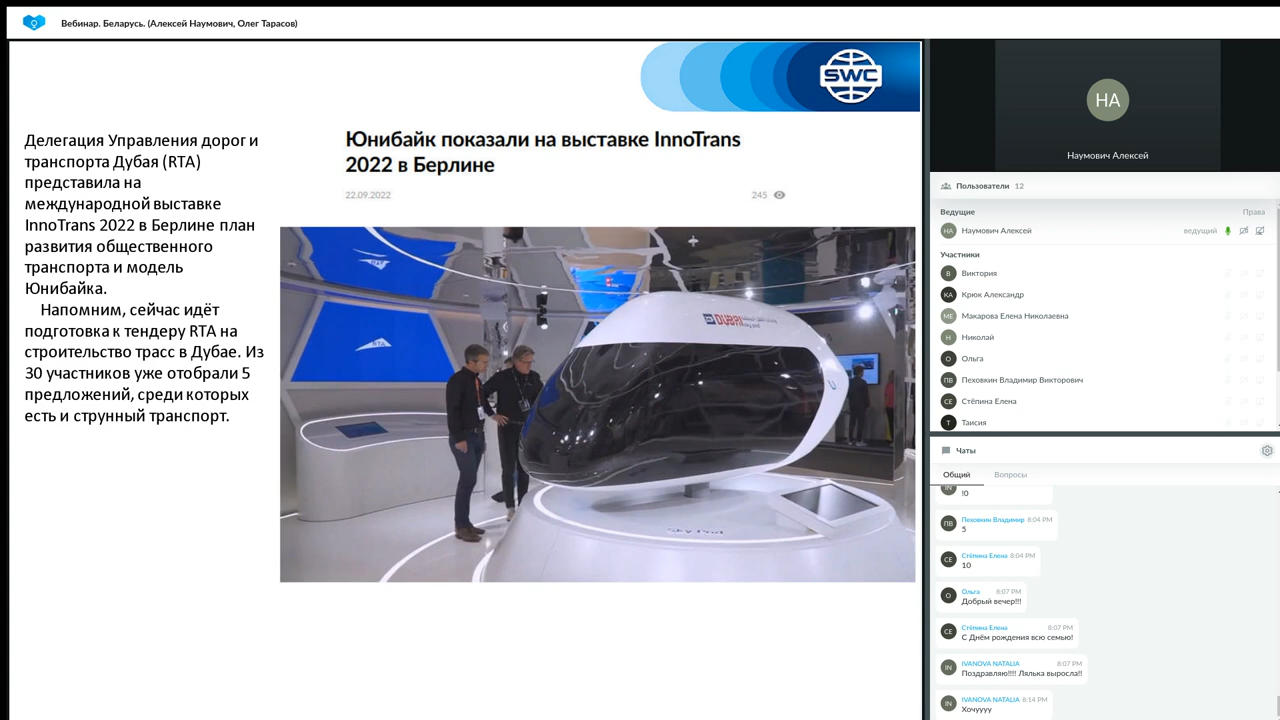 Вебинар. Беларусь. (Алексей Наумович, Олег Тарасов)
SWC
Делегация Управления дорог и
транспорта Дубая (RTA)
представила на
международной выставке
InnoTrans 2022 в Берлине план
развития общественного
транспорта и модель
Юнибайка.
Напомним, сейчас идёт
подготовка к тендеру RTA на
строительство трасс в Дубае. Из
30 участников уже отобрали 5
предложений, среди которых
есть и струнный транспорт.
Юнибайк показали на выставке InnoTrans
2022 в Берлине
22.09.2022
245
DUBAI
Sky Pod
НА
Наумович Алексей
Пользователи 12
Ведущие
Права
НА Наумович Алексей ведущий
Участники
В Виктория
КА Крюк Александр
МЕ Макарова Елена Николаевна
Н Николай
О Ольга
ПВ Пеховкин Владимир Викторович
СЕ Стёпина Елена
Т Таисия
Чаты
Общий Вопросы
IN
!0
ПВ Пеховкин Владимир 8:04 PM
5
СЕ Стёпина Елена 8:04 PM
10
О Ольга 8:07 PM
Добрый вечер!!!
СЕ Стёпина Елена 8:07 PM
С Днём рождения всю семью!
IN IVANOVA NATALIA 8:07 PM
Поздравляю!!!! Лялька выросла!!
IN IVANOVA NATALIA 8:14 PM
Хочуууу